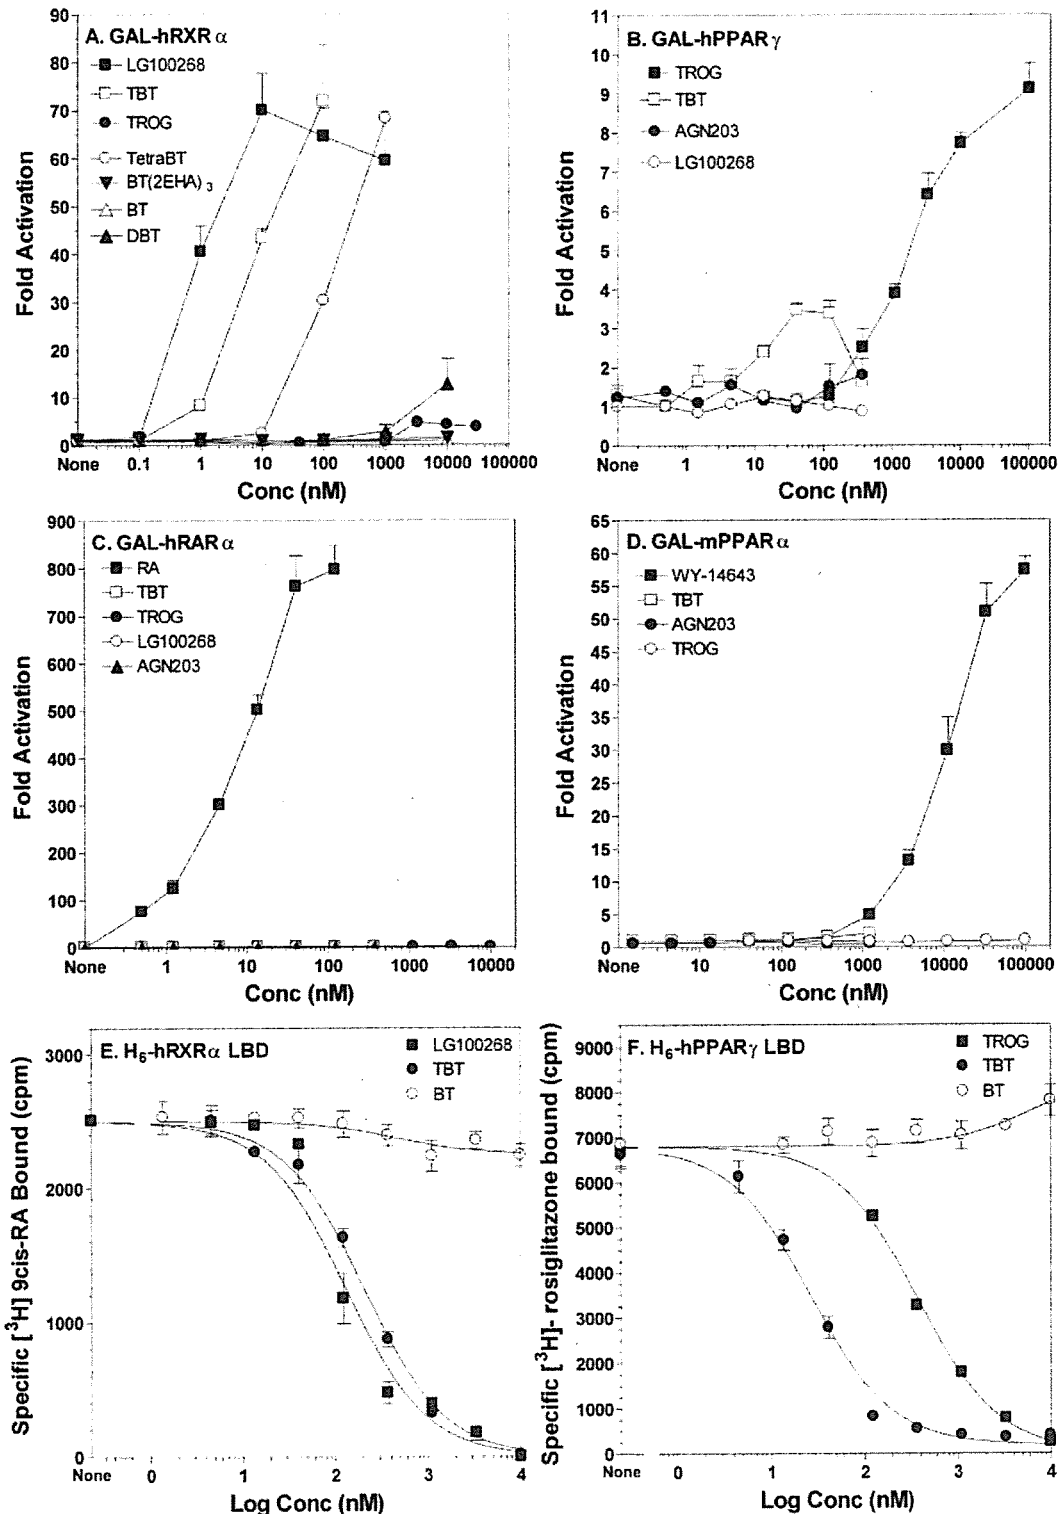 A. GAL-hRXR α
LG100268
TBT
TROG
TetraBT
BT(2EHA)₃
BT
DBT
Fold Activation
90
80
70
60
50
40
30
20
10
0
None 0.1 1 10 100 1000 10000 100000
Conc (nM)
B. GAL-hPPAR γ
TROG
TBT
AGN203
LG100268
Fold Activation
11
10
9
8
7
6
5
4
3
2
1
0
None 1 10 100 1000 10000 100000
Conc (nM)
C. GAL-hRAR α
RA
TBT
TROG
LG100268
AGN203
Fold Activation
900
800
700
600
500
400
300
200
100
0
None 1 10 100 1000 10000
Conc (nM)
D. GAL-mPPAR α
WY-14643
TBT
AGN203
TROG
Fold Activation
65
60
55
50
45
40
35
30
25
20
15
10
5
0
None 10 100 1000 10000 100000
Conc (nM)
E. H₆-hRXRα LBD
LG100268
TBT
BT
Specific [³H] 9cis-RA Bound (cpm)
3000
2000
1000
0
None 0 1 2 3 4
Log Conc (nM)
F. H₆-hPPARγ LBD
TROG
TBT
BT
Specific [³H]- rosiglitazone bound (cpm)
9000
8000
7000
6000
5000
4000
3000
2000
1000
0
None 0 1 2 3 4
Log Conc (nM)